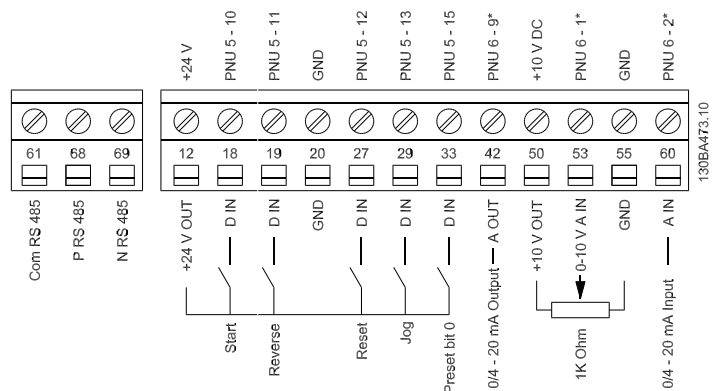 +24 V
PNU 5 - 10
PNU 5 - 11
GND
PNU 5 - 12
PNU 5 - 13
PNU 5 - 15
PNU 6 - 9*
+10 V DC
PNU 6 - 1*
GND
PNU 6 - 2*
61 68 69
12 18 19 20 27 29 33 42 50 53 55 60
130BA473.10
Com RS 485
P RS 485
N RS 485
+24 V OUT
D IN
D IN
GND
D IN
D IN
D IN
0/4 - 20 mA Output — A OUT
+10 V OUT
0-10 V A IN
GND
0/4 - 20 mA Input — A IN
Start
Reverse
Reset
Jog
Preset bit 0
1K Ohm